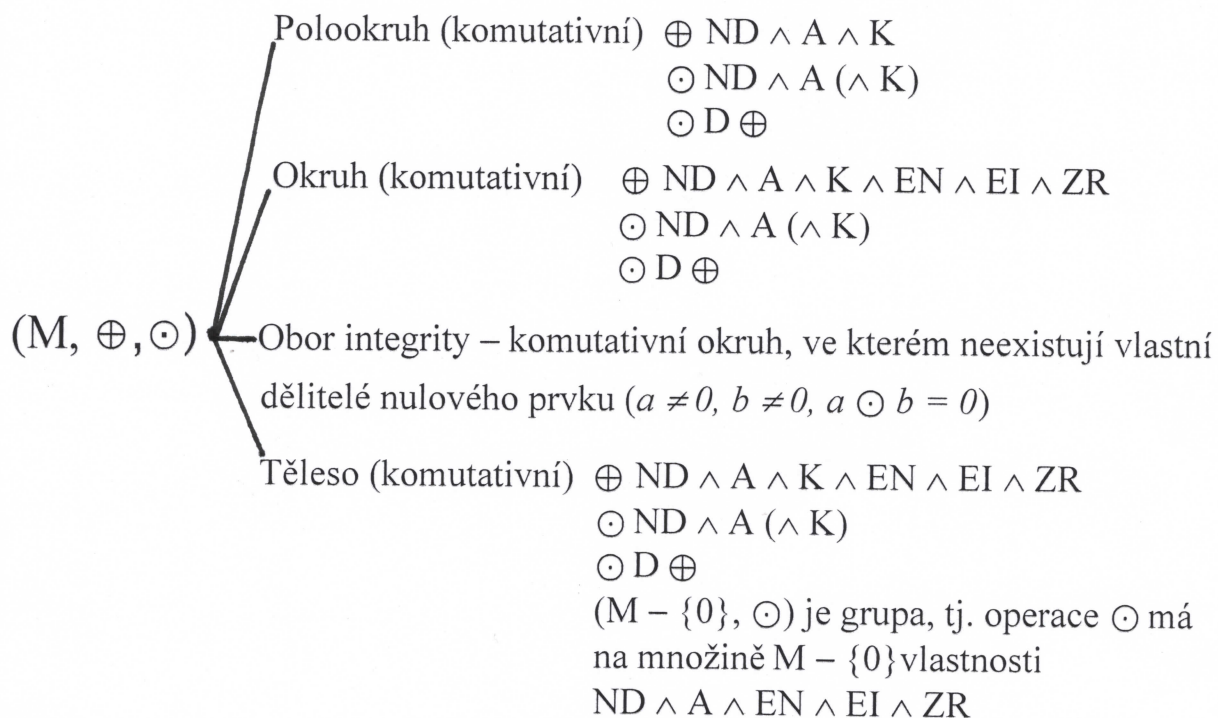 Polookruh (komutativní) ⊕ ND ∧ A ∧ K
⊙ ND ∧ A (∧ K)
⊙ D ⊕
Okruh (komutativní) ⊕ ND ∧ A ∧ K ∧ EN ∧ EI ∧ ZR
⊙ ND ∧ A (∧ K)
⊙ D ⊕
(M, ⊕,⊙)
Obor integrity – komutativní okruh, ve kterém neexistují vlastní
dělitelé nulového prvku (a ≠0, b ≠0, a ⊙ b = 0)
Těleso (komutativní) ⊕ ND ∧ A ∧ K ∧ EN ∧ EI ∧ ZR
⊙ ND ∧ A (∧ K)
⊙ D ⊕
(M – {0}, ⊙) je grupa, tj. operace ⊙ má
na množině M – {0} vlastnosti
ND ∧ A ∧ EN ∧ EI ∧ ZR